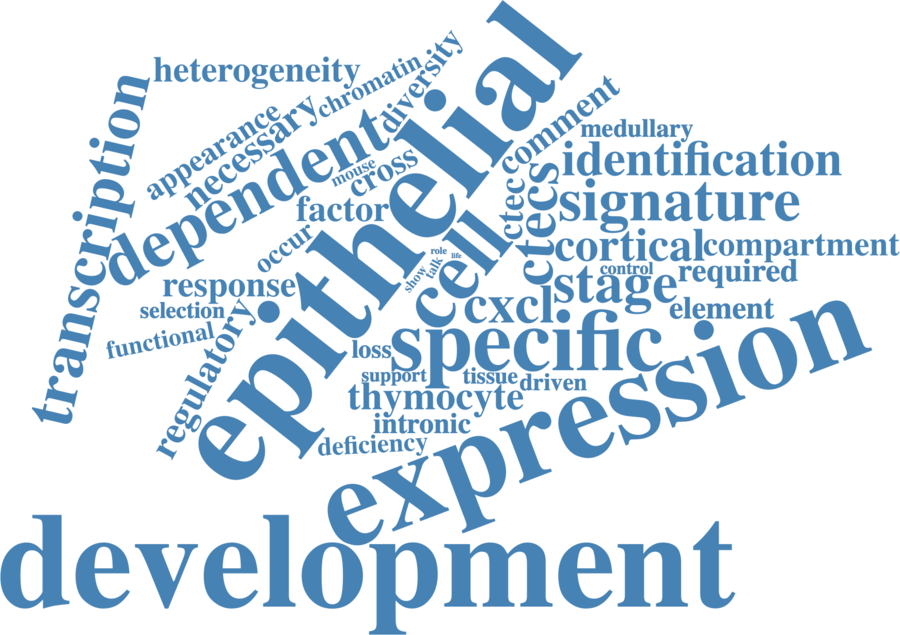 heterogeneity
chromatin
diversity
appearance
necessary
transcription
dependent
mouse
cross
epithelial
comment
medullary
identification
factor
ctec
ctecs
signature
occur
cell
role
life
talk
show
cortical
compartment
control
required
response
stage
selection
cxcl
element
functional
regulatory
loss
specific
support
tissue
driven
thymocyte
expression
intronic
deficiency
development